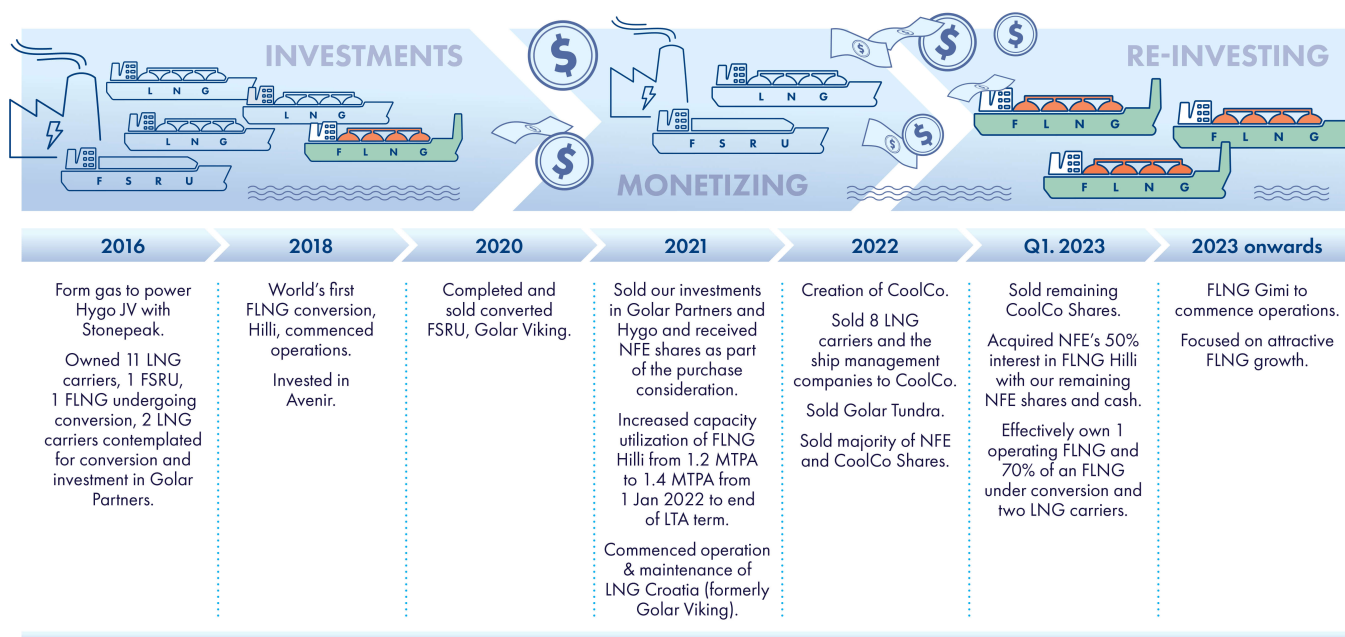 INVESTMENTS
L N G
L N G
L N G
F L N G
F S R U
$
$
MONETIZING
L N G
F S R U
$
$
$
$
$
RE-INVESTING
F L N G
F L N G
F L N G
2016
Form gas to power
Hygo JV with
Stonepeak.
Owned 11 LNG
carriers, 1 FSRU,
1 FLNG undergoing
conversion, 2 LNG
carriers contemplated
for conversion and
investment in Golar
Partners.
2018
World’s first
FLNG conversion,
Hilli, commenced
operations.
Invested in
Avenir.
2020
Completed and
sold converted
FSRU, Golar Viking.
2021
Sold our investments
in Golar Partners and
Hygo and received
NFE shares as part
of the purchase
consideration.
Increased capacity
utilization of FLNG
Hilli from 1.2 MTPA
to 1.4 MTPA from
1 Jan 2022 to end
of LTA term.
Commenced operation
& maintenance of
LNG Croatia (formerly
Golar Viking).
2022
Creation of CoolCo.
Sold 8 LNG
carriers and the
ship management
companies to CoolCo.
Sold Golar Tundra.
Sold majority of NFE
and CoolCo Shares.
Q1. 2023
Sold remaining
CoolCo Shares.
Acquired NFE’s 50%
interest in FLNG Hilli
with our remaining
NFE shares and cash.
Effectively own 1
operating FLNG and
70% of an FLNG
under conversion and
two LNG carriers.
2023 onwards
FLNG Gimi to
commence operations.
Focused on attractive
FLNG growth.